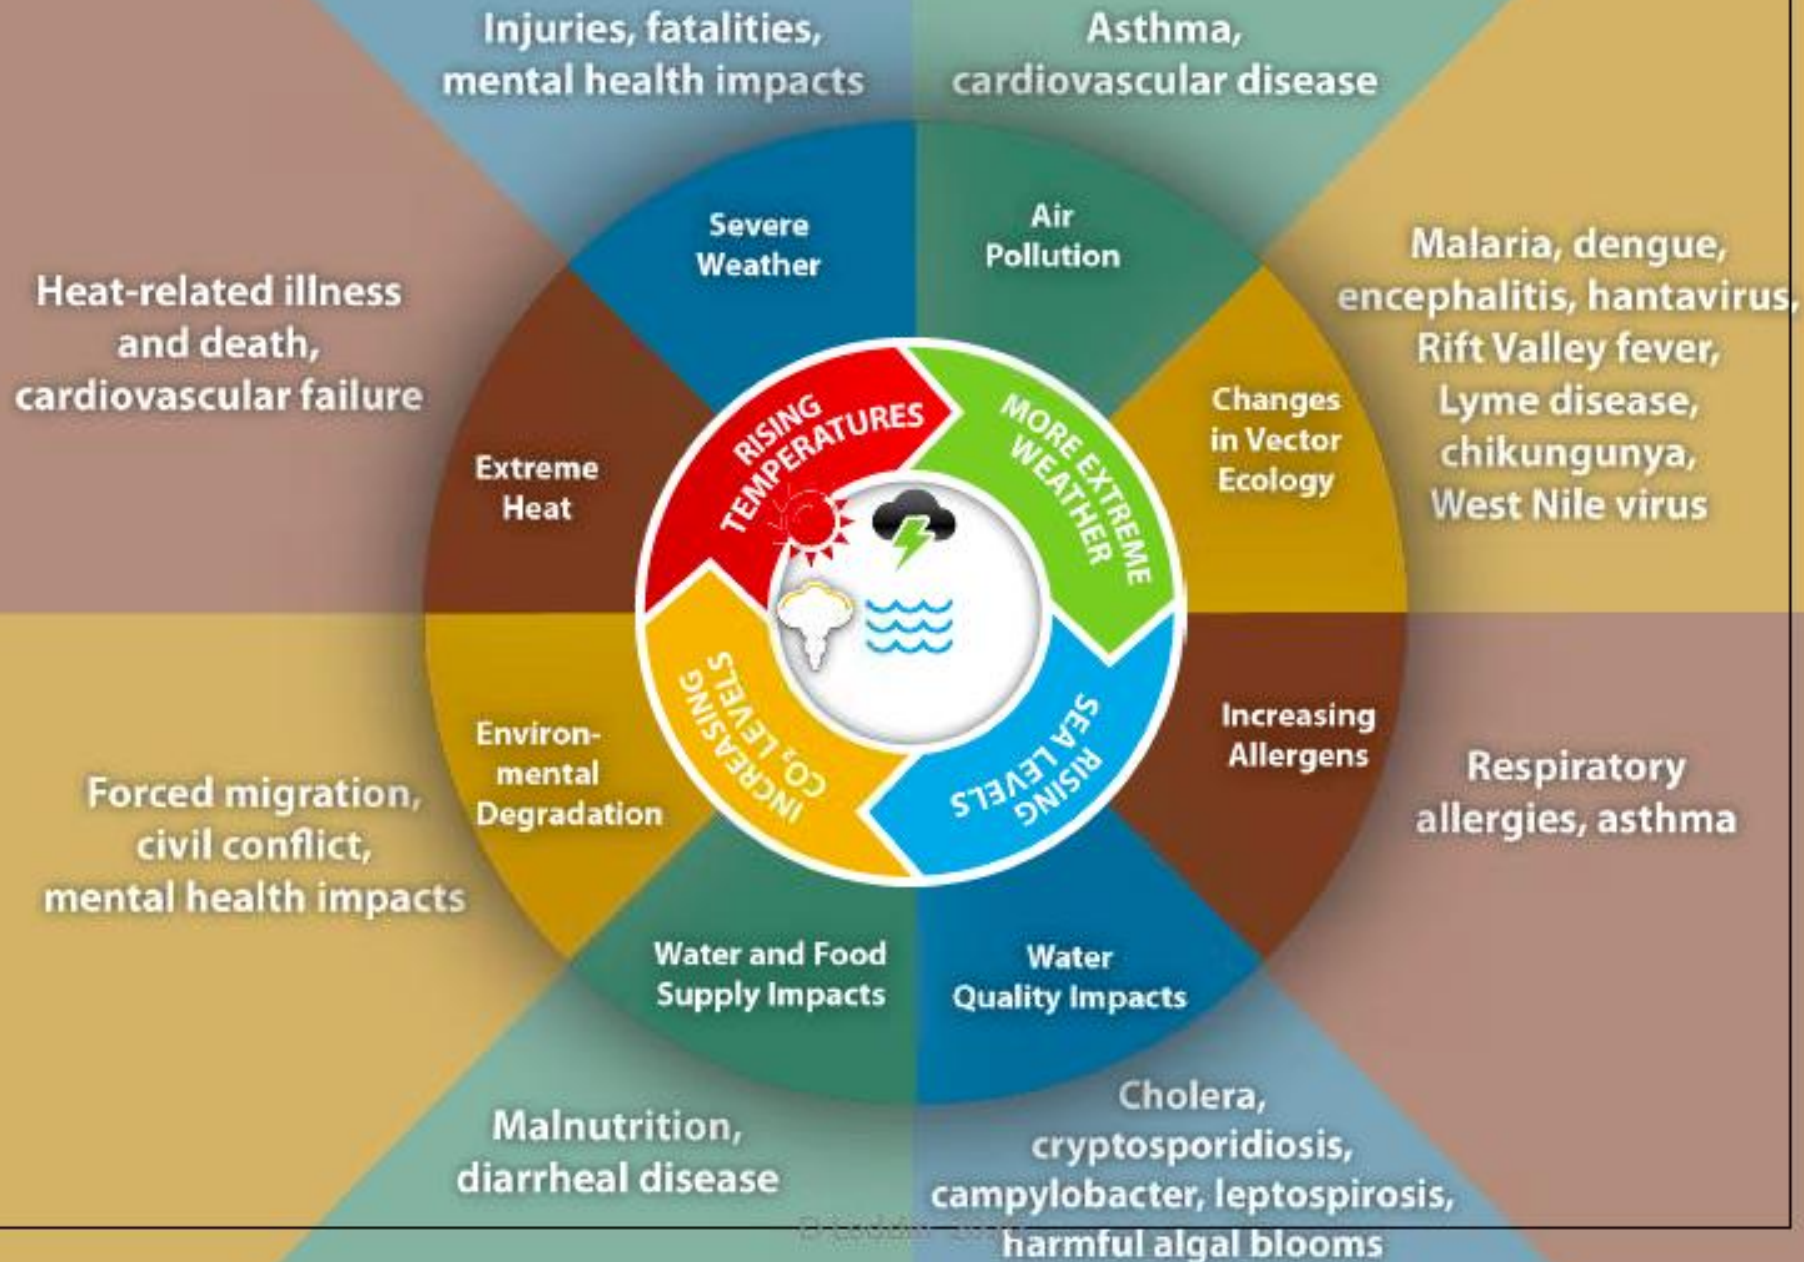 Injuries, fatalities,
mental health impacts
Asthma,
cardiovascular disease
Severe
Weather
Air
Pollution
Heat-related illness
and death,
cardiovascular failure
Malaria, dengue,
encephalitis, hantavirus,
Rift Valley fever,
Lyme disease,
chikungunya,
West Nile virus
Extreme
Heat
Changes
in Vector
Ecology
RISING
TEMPERATURES
MORE EXTREME
WEATHER
RISING
SEA LEVELS
INCREASING
CO₂ LEVELS
Environ-
mental
Degradation
Increasing
Allergens
Forced migration,
civil conflict,
mental health impacts
Respiratory
allergies, asthma
Water and Food
Supply Impacts
Water
Quality Impacts
Malnutrition,
diarrheal disease
Cholera,
cryptosporidiosis,
campylobacter, leptospirosis,
harmful algal blooms